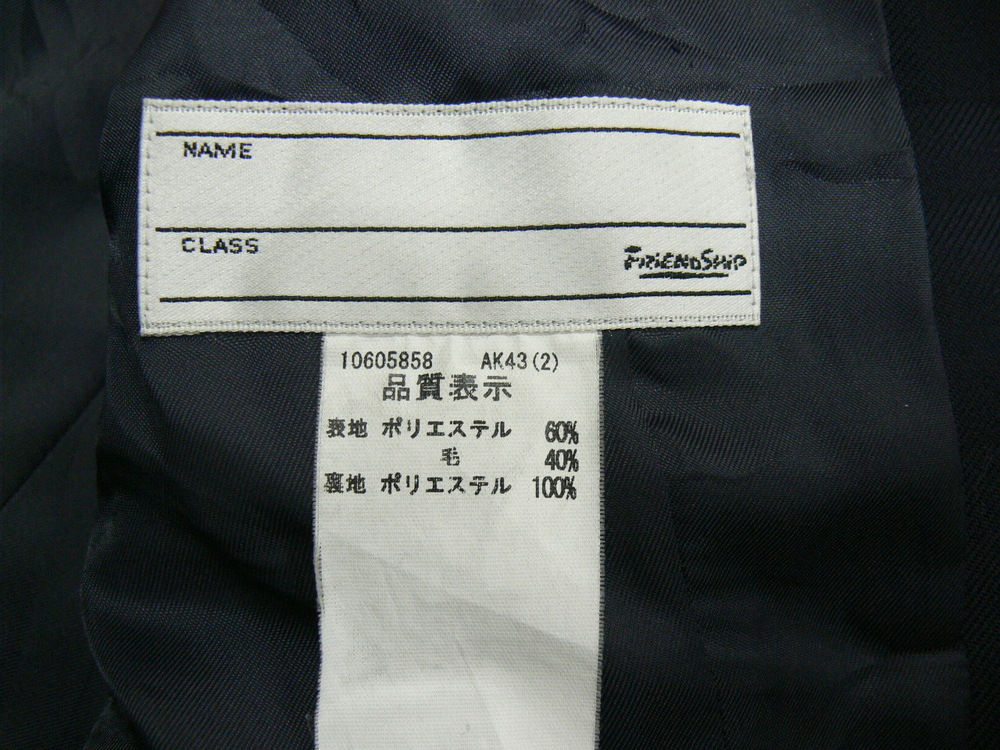 NAME
CLASS
FRiENDSHiP
10605858 AK43(2)
品質表示
表地 ポリエステル 60%
毛 40%
裏地 ポリエステル 100%